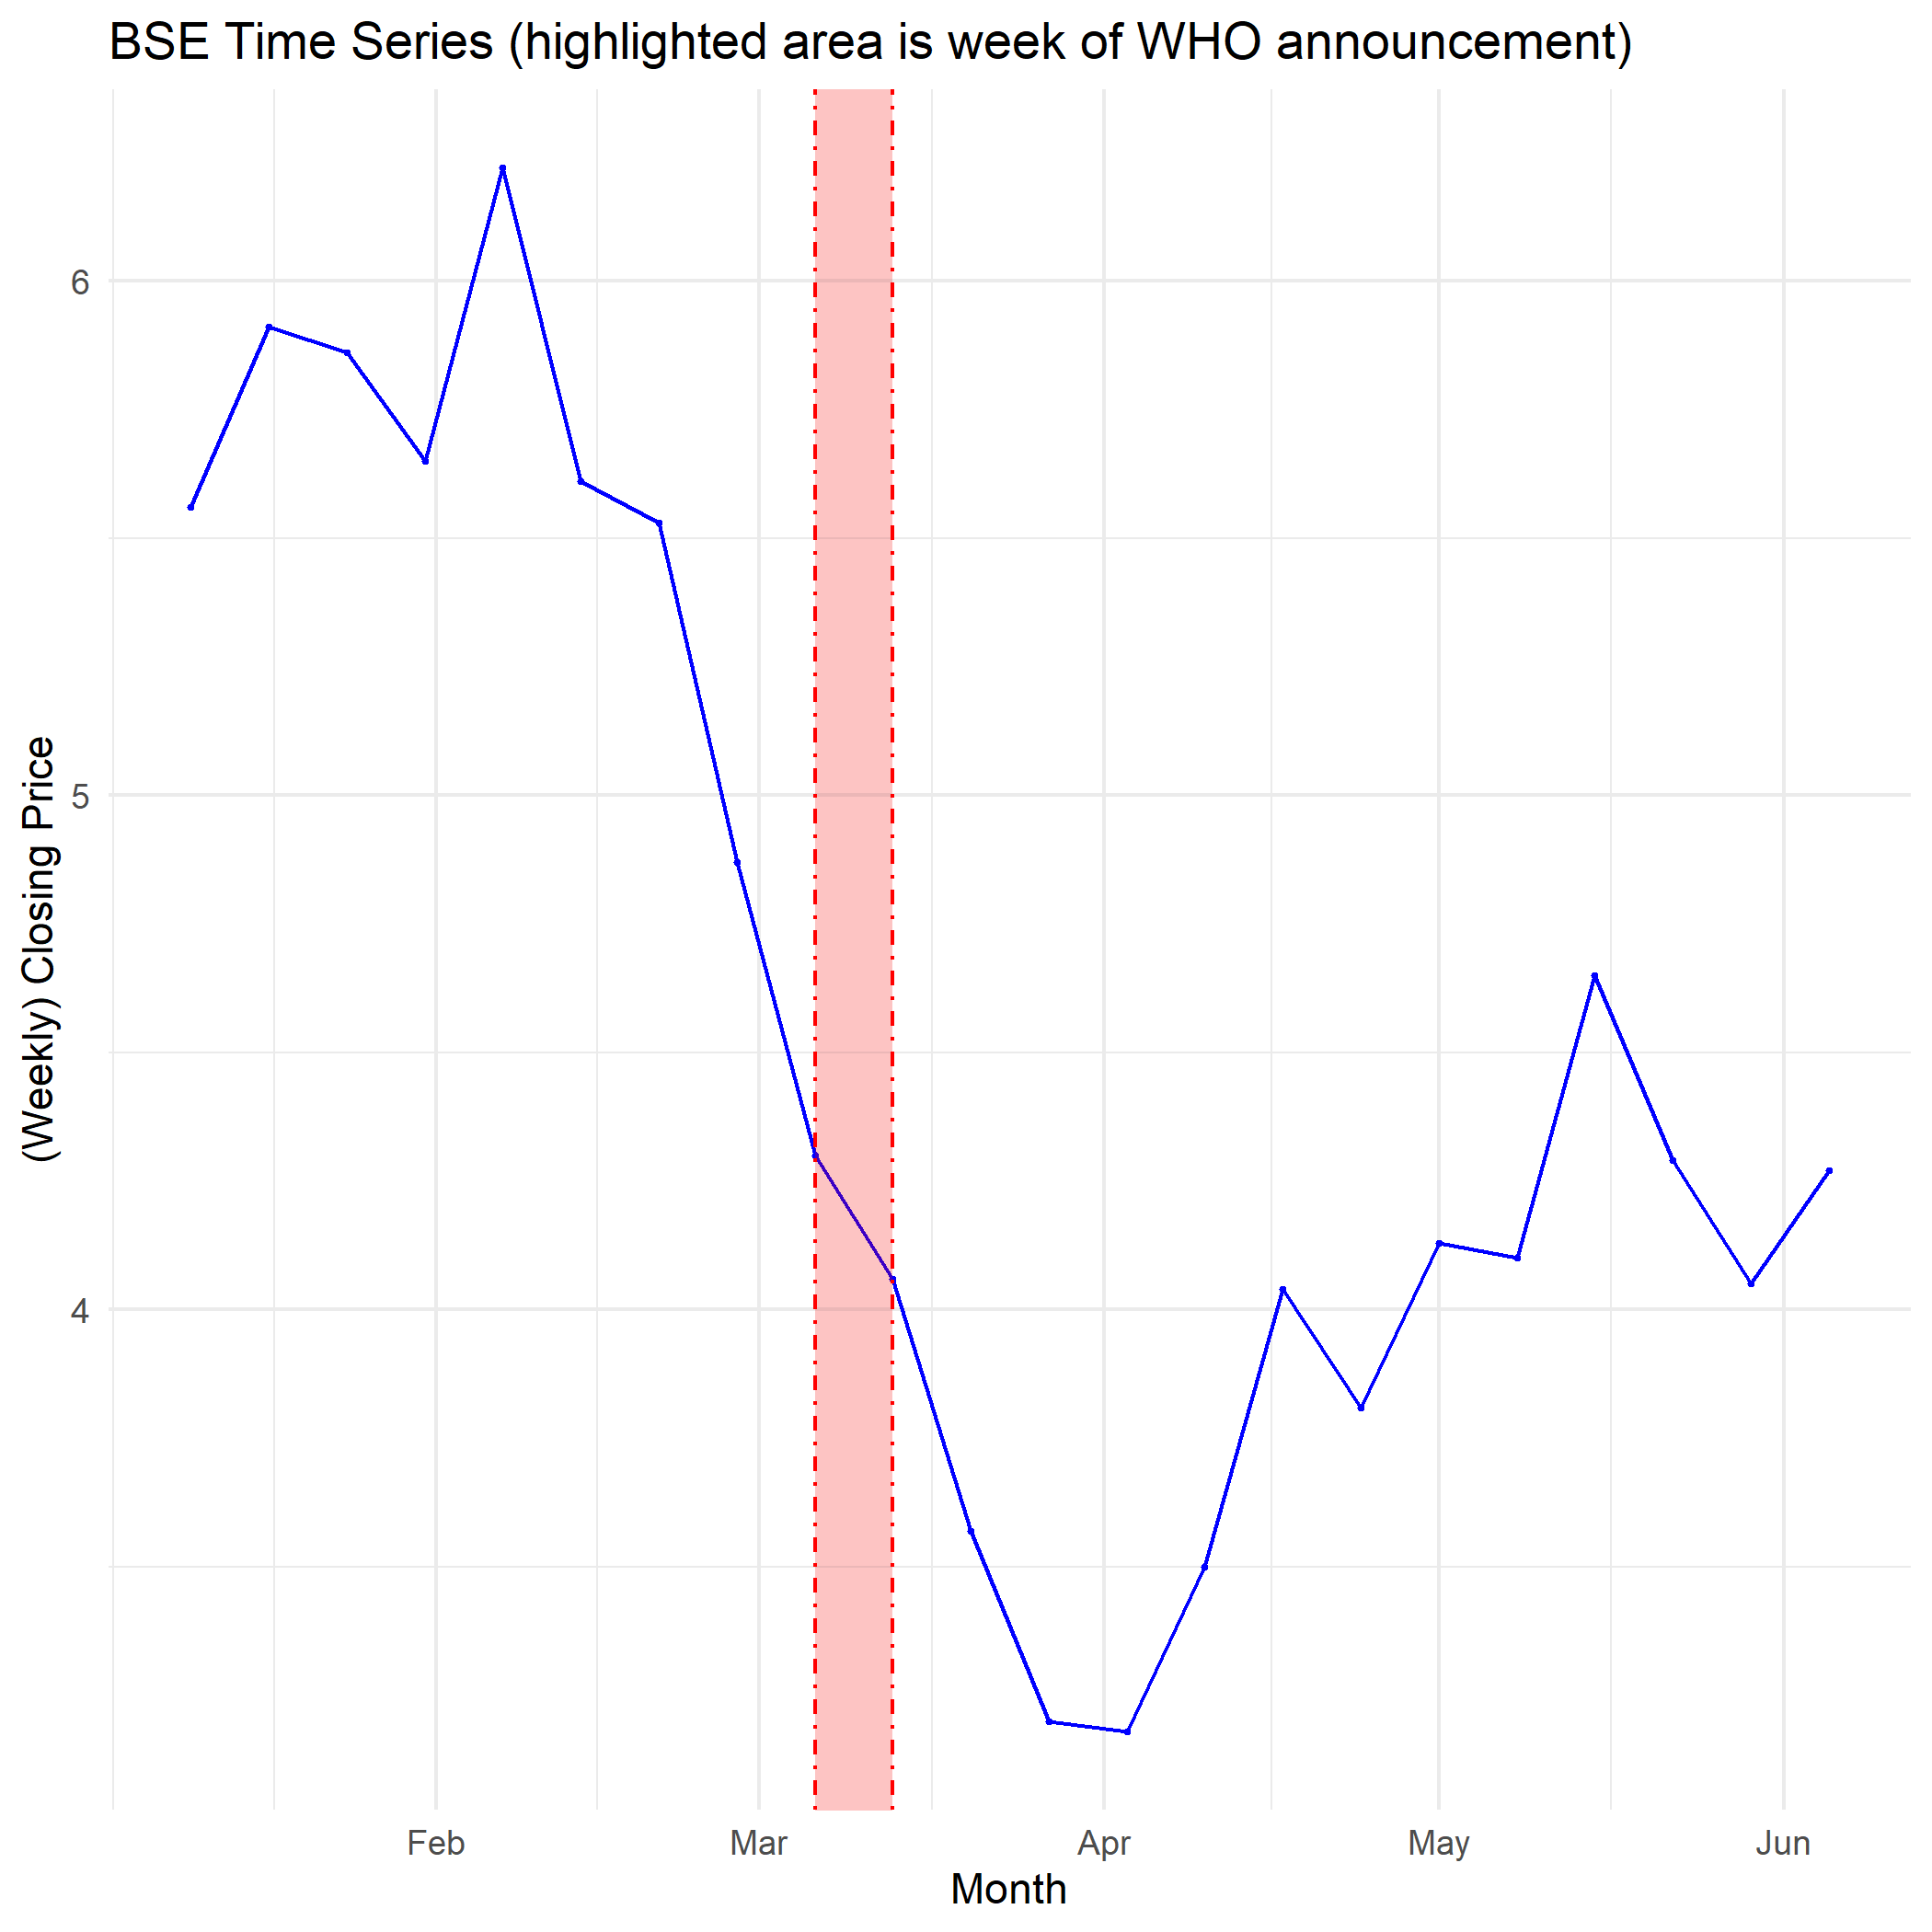 BSE Time Series (highlighted area is week of WHO announcement)
(Weekly) Closing Price
6
5
4
Feb Mar Apr May Jun
Month